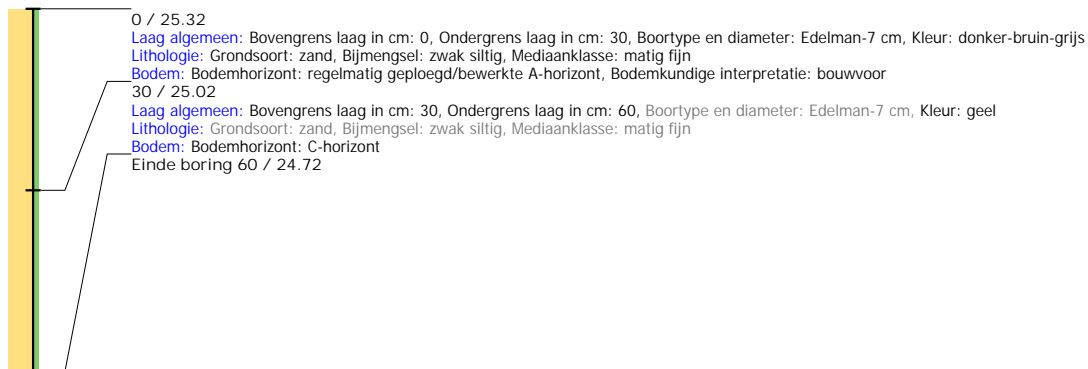 0 / 25.32
Laag algemeen: Bovengrens laag in cm: 0, Ondergrens laag in cm: 30, Boortype en diameter: Edelman-7 cm, Kleur: donker-bruin-grijs
Lithologie: Grondsoort: zand, Bijmengsel: zwak siltig, Mediaanklasse: matig fijn
Bodem: Bodemhorizont: regelmatig geploegd/bewerkte A-horizont, Bodemkundige interpretatie: bouwvoor
30 / 25.02
Laag algemeen: Bovengrens laag in cm: 30, Ondergrens laag in cm: 60, Boortype en diameter: Edelman-7 cm, Kleur: geel
Lithologie: Grondsoort: zand, Bijmengsel: zwak siltig, Mediaanklasse: matig fijn
Bodem: Bodemhorizont: C-horizont
Einde boring 60 / 24.72